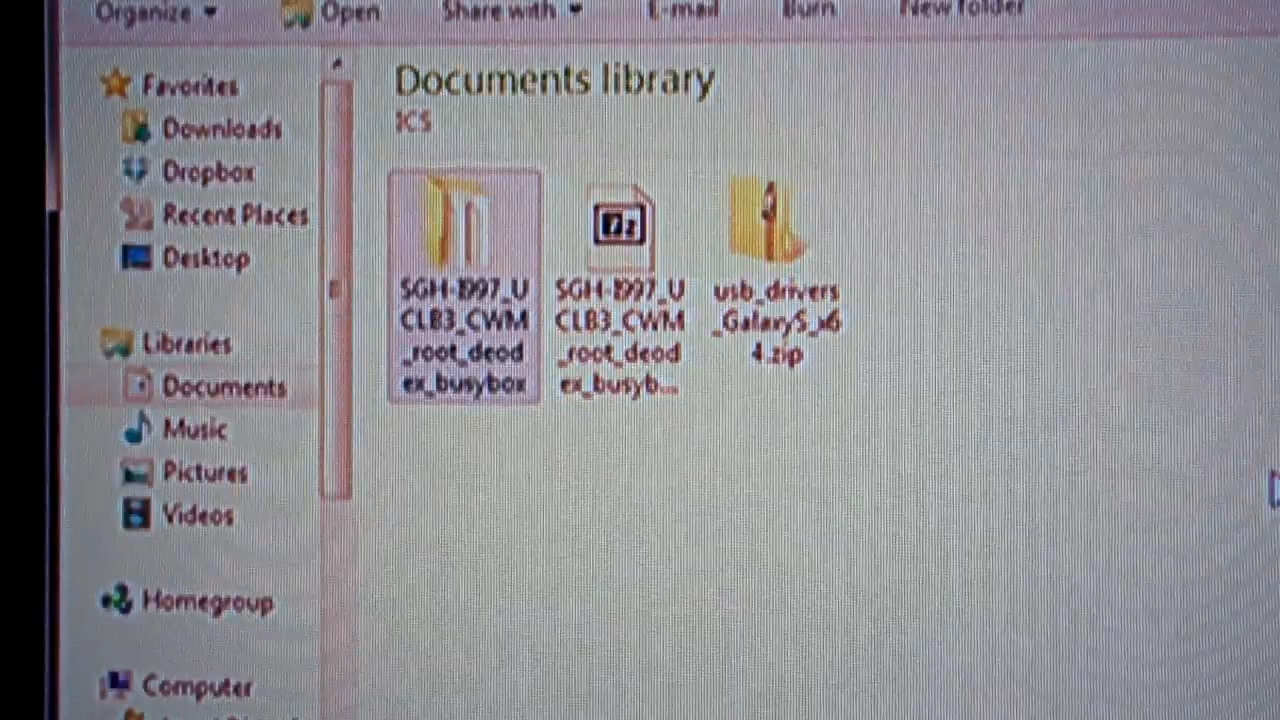 Organize Open Share with E-mail Burn New folder
Favorites
Downloads
Dropbox
Recent Places
Desktop
Libraries
Documents
Music
Pictures
Videos
Homegroup
Computer
Documents library
ICS
SGH-I997_U
CLB3_CWM
_root_deod
ex_busybox
7z
SGH-I997_U
CLB3_CWM
_root_deod
ex_busyb...
usb_drivers
_GalaxyS_x6
4.zip